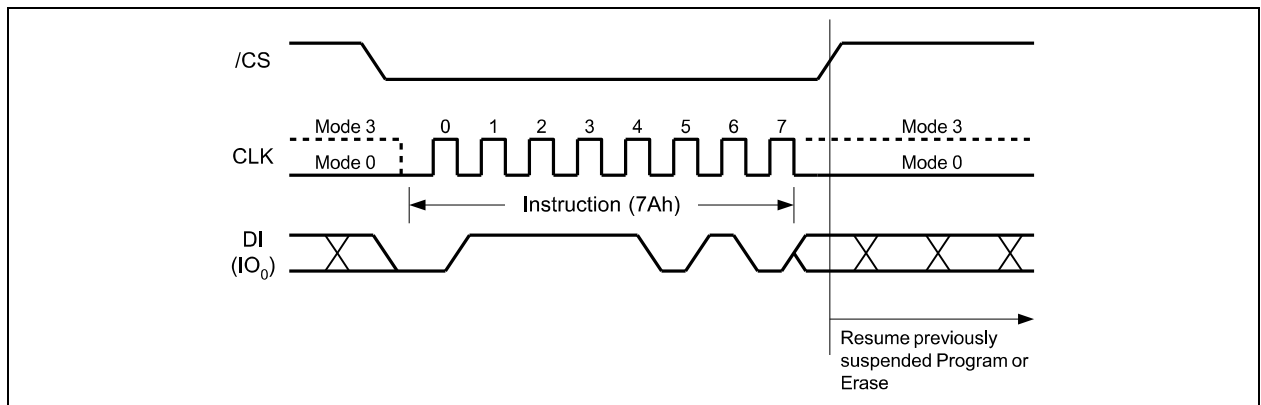 /CS
Mode 3
0 1 2 3 4 5 6 7
Mode 3
CLK
Mode 0
Mode 0
Instruction (7Ah)
DI
(IO0)
Resume previously
suspended Program or
Erase